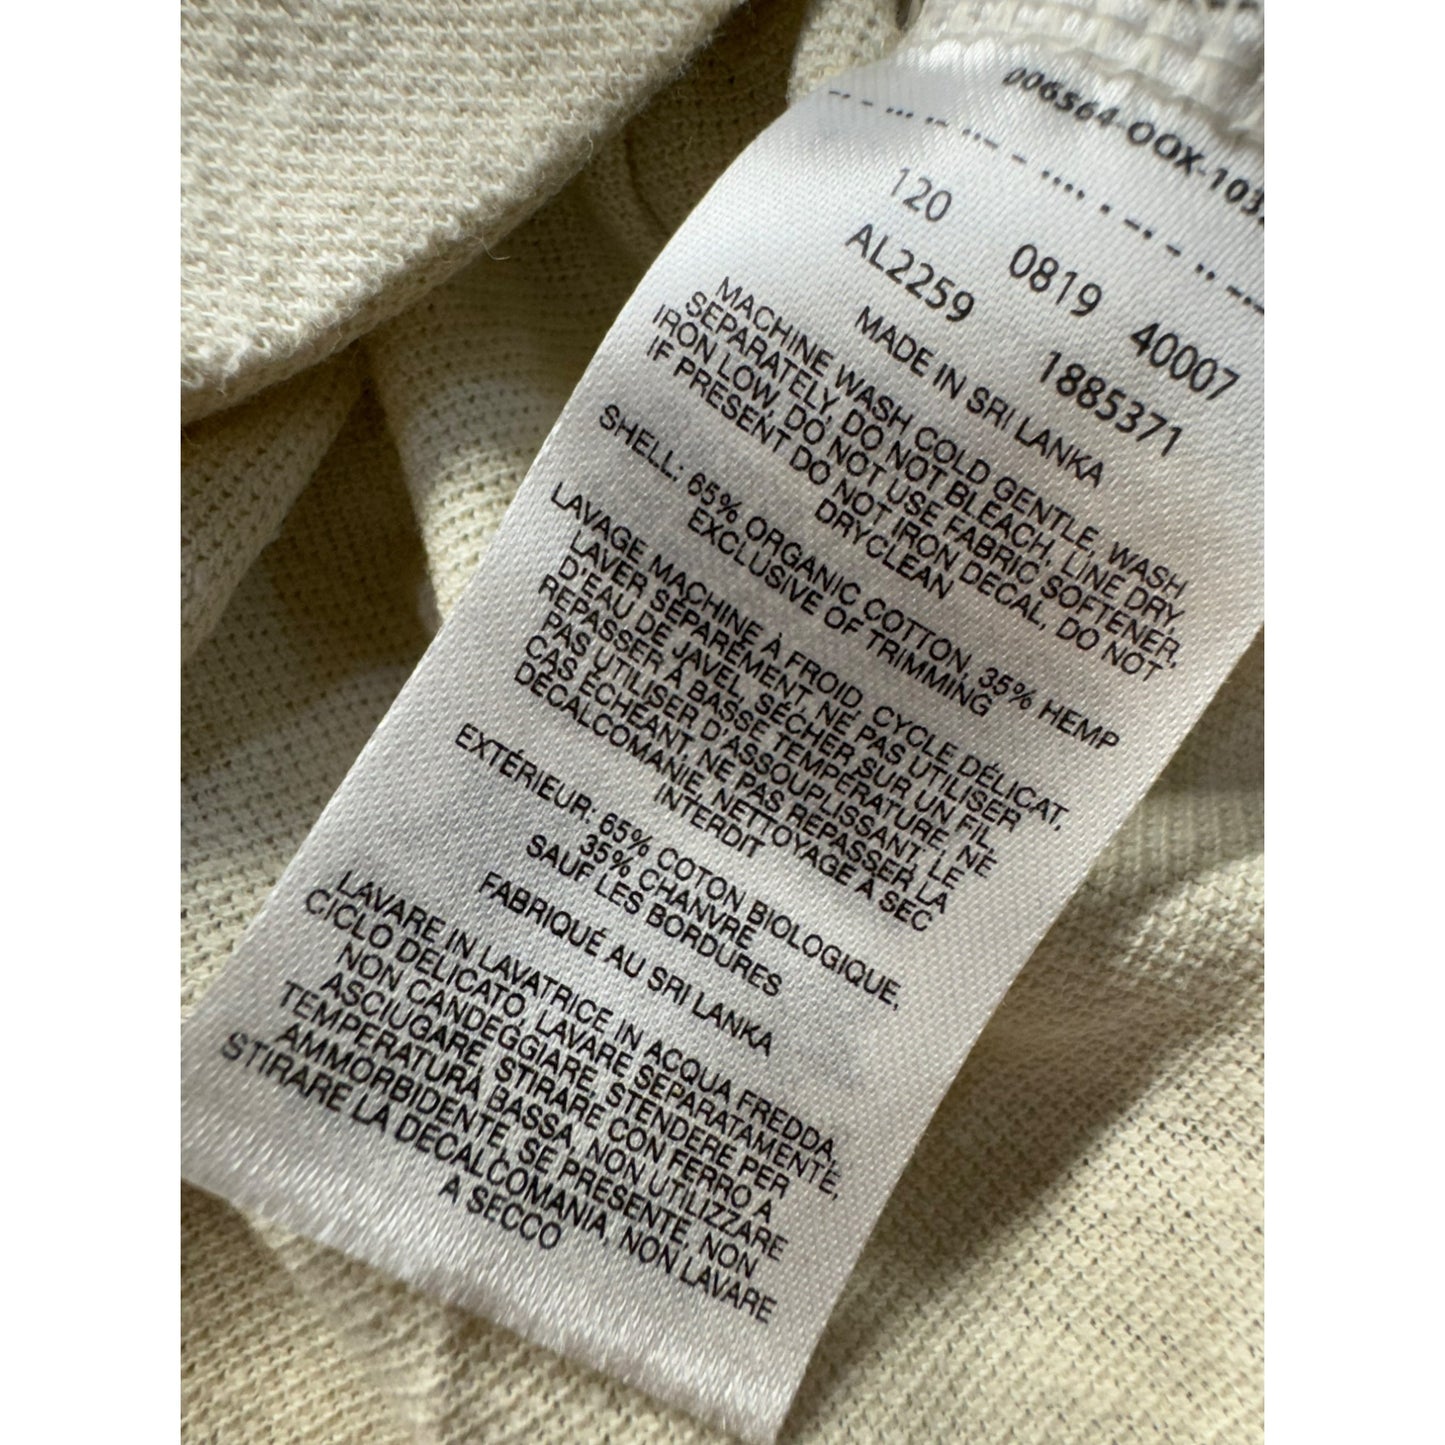 006564-OOX-103
120 0819 40007
AL2259 1885371
MADE IN SRI LANKA
MACHINE WASH COLD GENTLE, WASH
SEPARATELY, DO NOT BLEACH, LINE DRY
IRON LOW, DO NOT USE FABRIC SOFTENER,
IF PRESENT DO NOT IRON DECAL, DO NOT
DRYCLEAN
SHELL: 65% ORGANIC COTTON, 35% HEMP
EXCLUSIVE OF TRIMMING
LAVAGE MACHINE À FROID, CYCLE DÉLICAT,
LAVER SÉPARÉMENT, NE PAS UTILISER
D'EAU DE JAVEL, SÉCHER SUR UN FIL,
REPASSER À BASSE TEMPÉRATURE, NE
PAS UTILISER D'ASSOUPLISSANT, LE
CAS ÉCHÉANT, NE PAS REPASSER LA
DÉCALCOMANIE, NETTOYAGE À SEC
INTERDIT
EXTÉRIEUR: 65% COTON BIOLOGIQUE,
35% CHANVRE
SAUF LES BORDURES
FABRIQUÉ AU SRI LANKA
LAVARE IN LAVATRICE IN ACQUA FREDDA,
CICLO DELICATO, LAVARE SEPARATAMENTE,
NON CANDEGGIARE, STENDERE PER
ASCIUGARE, STIRARE CON FERRO A
TEMPERATURA BASSA, NON UTILIZZARE
AMMORBIDENTE, SE PRESENTE, NON
STIRARE LA DECALCOMANIA, NON LAVARE
A SECCO